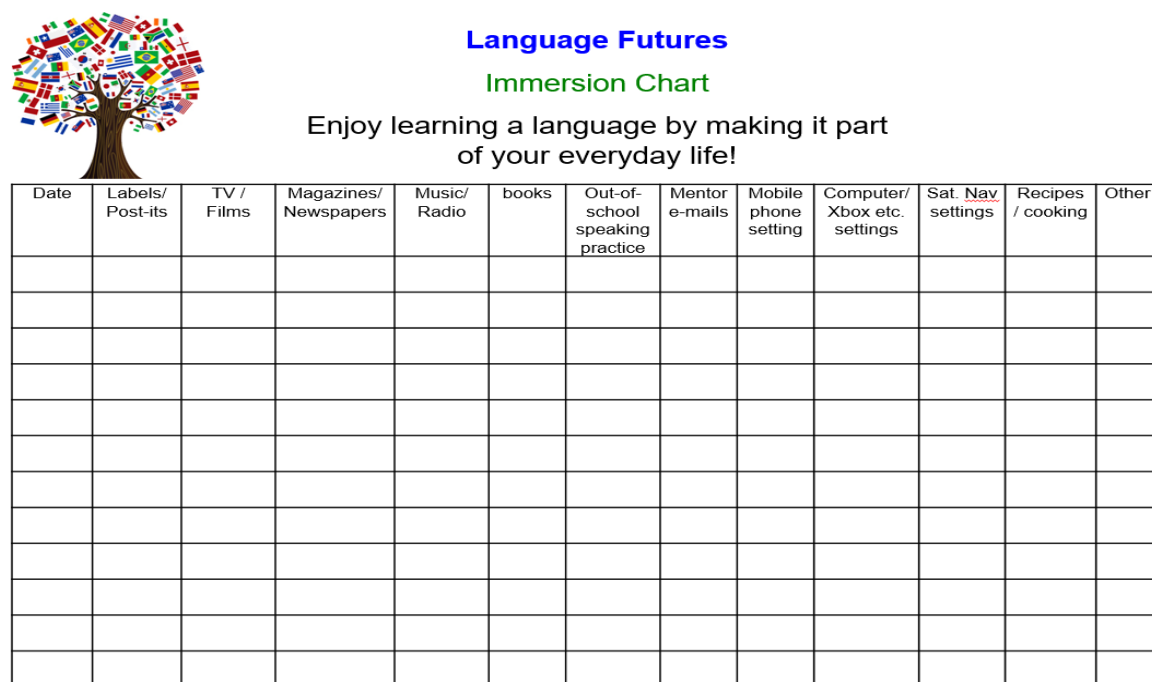 Language Futures
Immersion Chart
Enjoy learning a language by making it part
of your everyday life!
Date
Labels/
Post-its
TV /
Films
Magazines/
Newspapers
Music/
Radio
books
Out-of-
school
speaking
practice
Mentor
e-mails
Mobile
phone
setting
Computer/
Xbox etc.
settings
Sat. Nav
settings
Recipes
/ cooking
Other